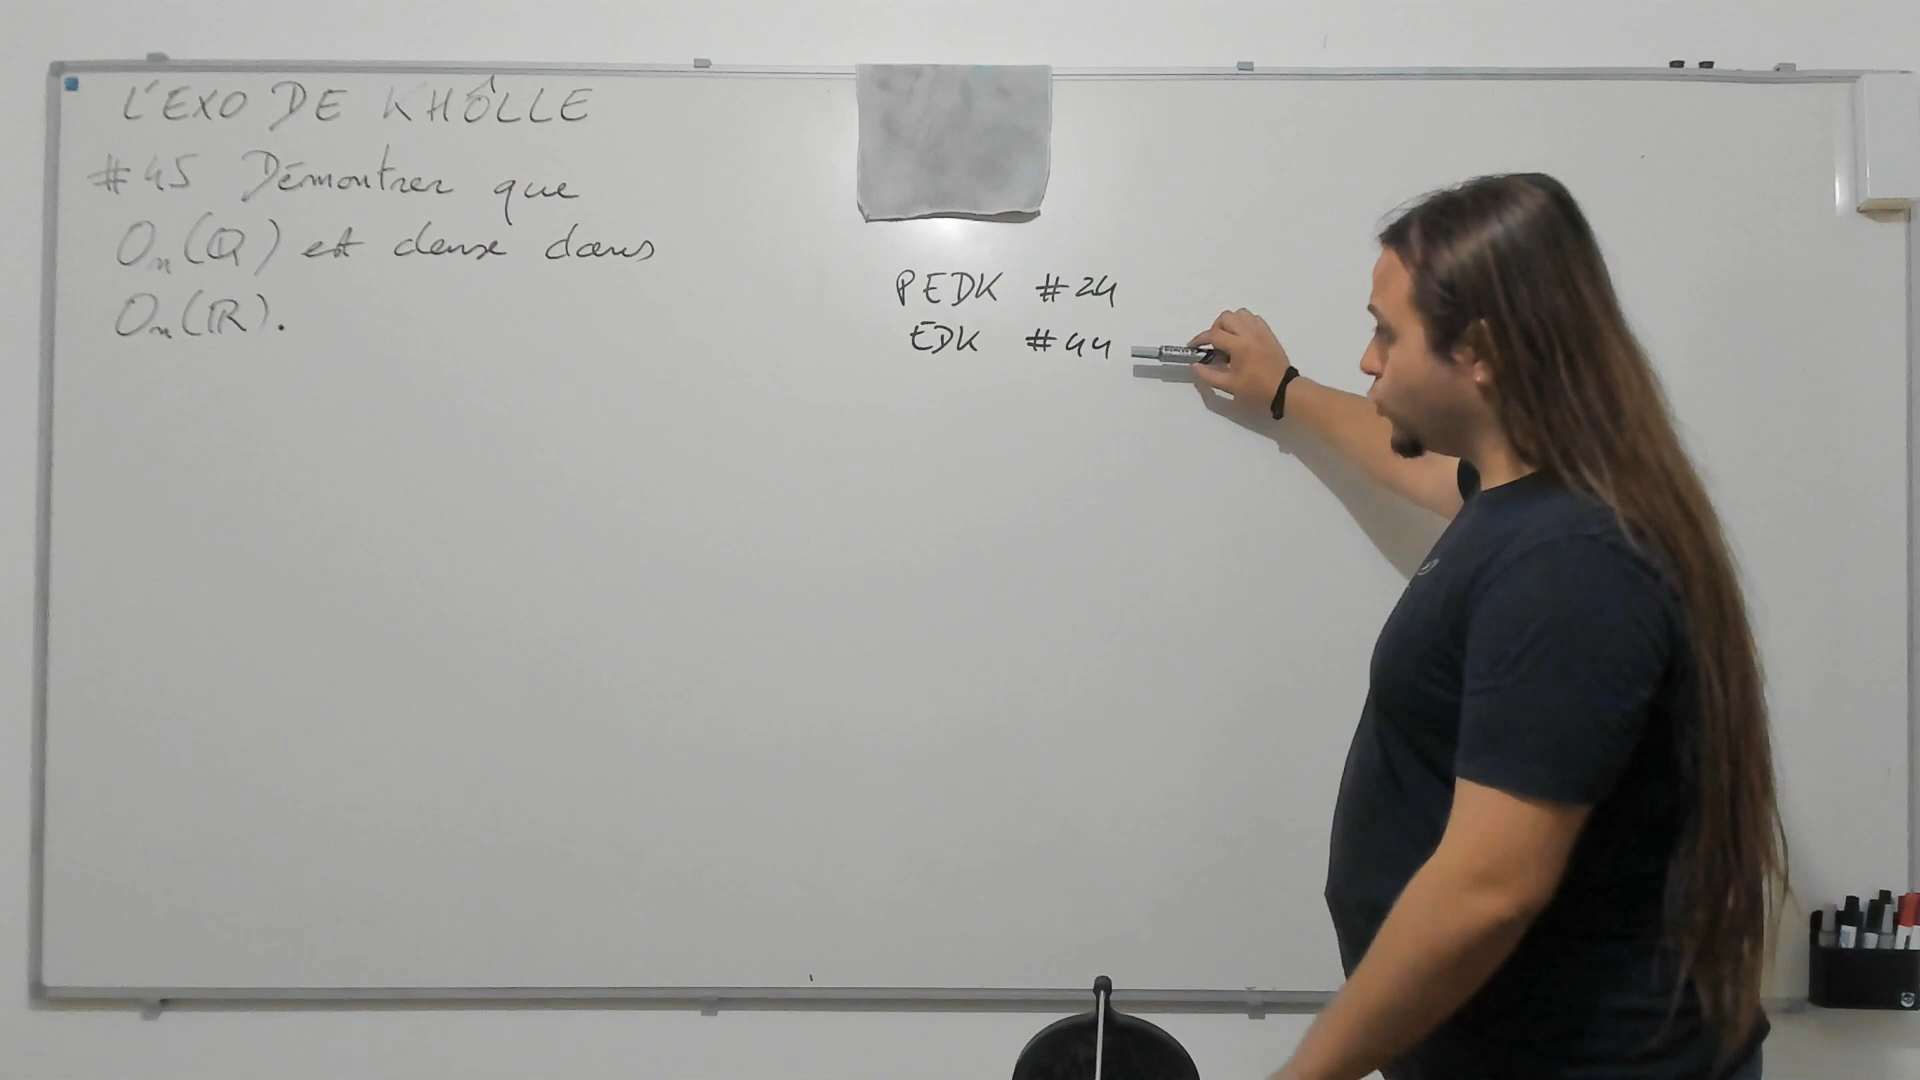 L'EXO DE KHÔLLE
#45 Démontrer que
On(Q) est dense dans
On(R).
PEDK #24
EDK #44